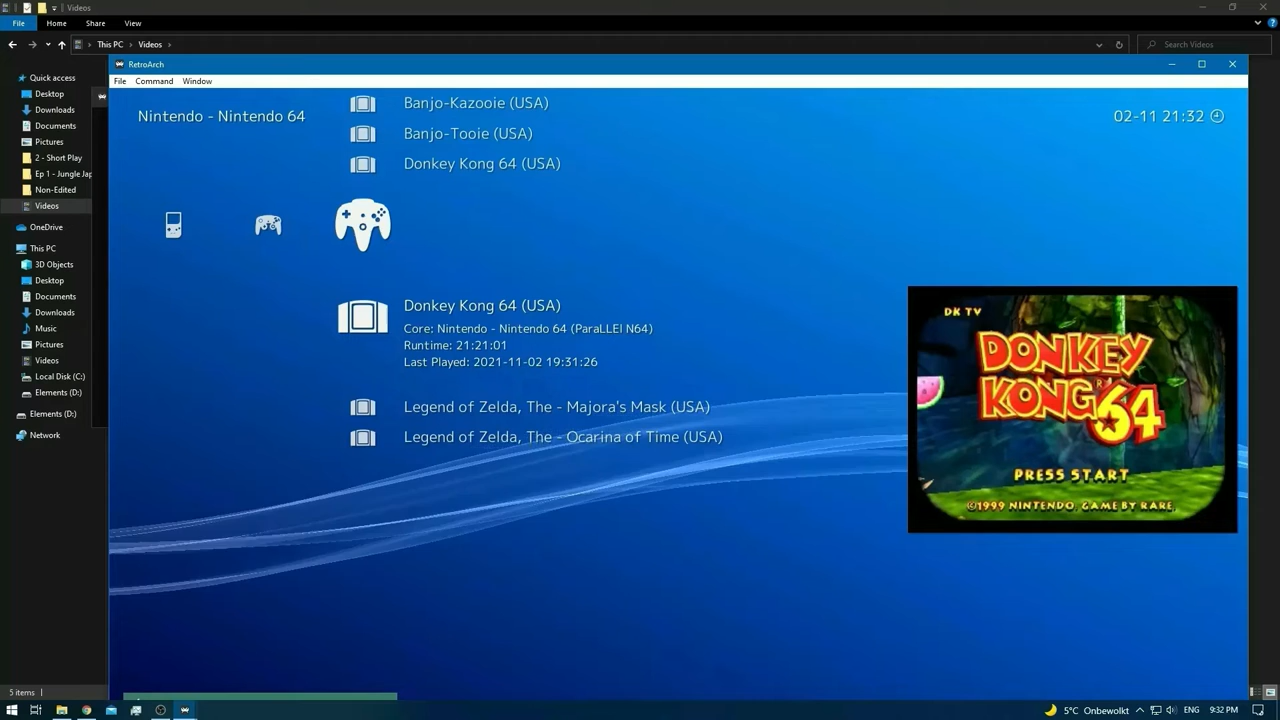 Videos
File
Home
Share
View
This PC
Videos
Search Videos
Quick access
Desktop
Downloads
Documents
Pictures
2 - Short Play
Ep 1 - Jungle Jap
Non-Edited
Videos
OneDrive
This PC
3D Objects
Desktop
Documents
Downloads
Music
Pictures
Videos
Local Disk (C:)
Elements (D:)
Elements (D:)
Network
5 items
RetroArch
File
Command
Window
Nintendo - Nintendo 64
02-11 21:32
Banjo-Kazooie (USA)
Banjo-Tooie (USA)
Donkey Kong 64 (USA)
Donkey Kong 64 (USA)
Core: Nintendo - Nintendo 64 (ParaLLEl N64)
Runtime: 21:21:01
Last Played: 2021-11-02 19:31:26
Legend of Zelda, The - Majora's Mask (USA)
Legend of Zelda, The - Ocarina of Time (USA)
DK TV
DONKEY
KONG
64
PRESS START
©1999 NINTENDO. GAME BY RARE.
5°C Onbewolkt
ENG
9:32 PM